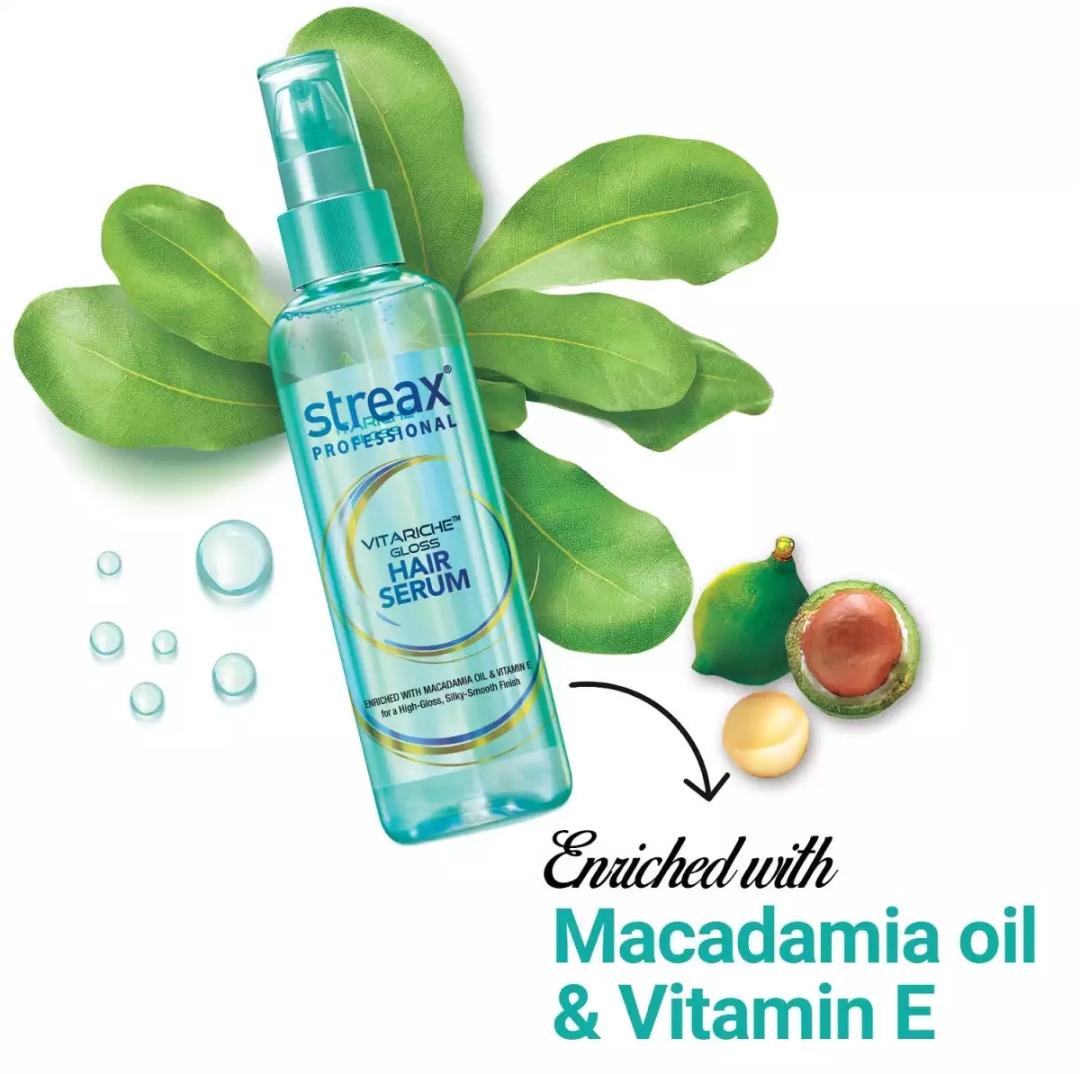 streax®
PROFESSIONAL
VITARICHE™
GLOSS
HAIR
SERUM
ENRICHED WITH MACADAMIA OIL & VITAMIN E
for a High-Gloss, Silky-Smooth Finish
Enriched with
Macadamia oil
& Vitamin E